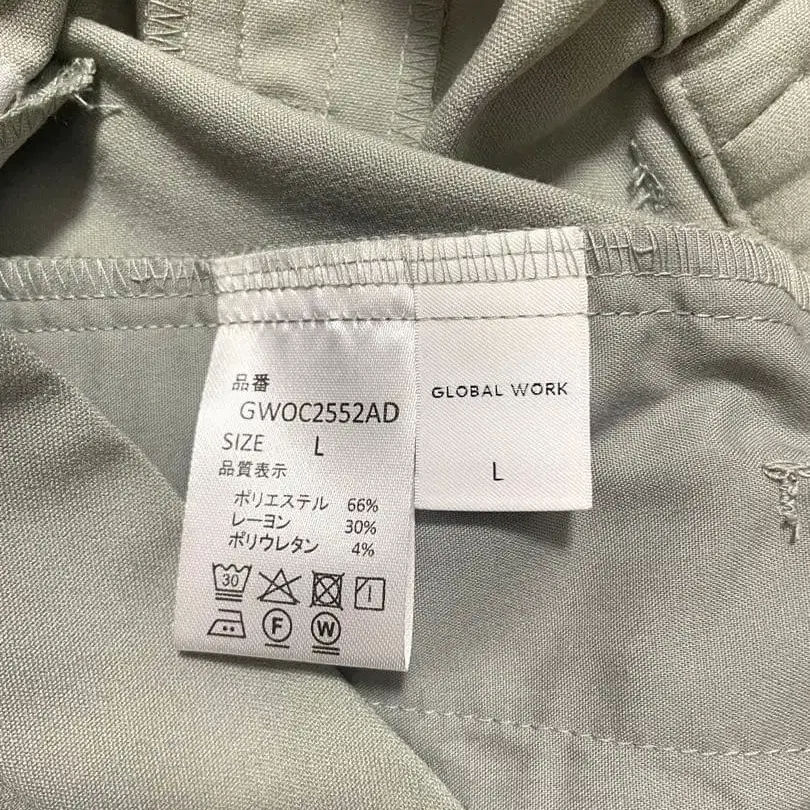 品番
GWOC2552AD
SIZE L
品質表示
ポリエステル 66%
レーヨン 30%
ポリウレタン 4%
30
F W
GLOBAL WORK
L